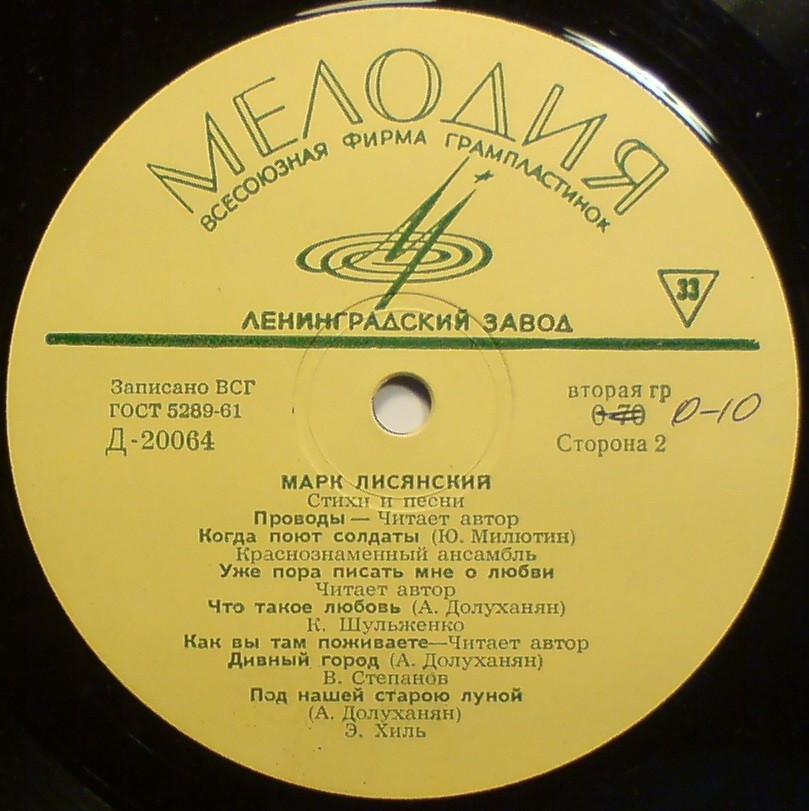 МЕЛОДИЯ
ВСЕСОЮЗНАЯ ФИРМА ГРАМПЛАСТИНОК
33
ЛЕНИНГРАДСКИЙ ЗАВОД
Записано ВСГ
ГОСТ 5289-61
Д-20064
вторая гр
0-70 0-10
Сторона 2
МАРК ЛИСЯНСКИЙ
Стихи и песни
Проводы — Читает автор
Когда поют солдаты (Ю. Милютин)
Краснознаменный ансамбль
Уже пора писать мне о любви
Читает автор
Что такое любовь (А. Долуханян)
К. Шульженко
Как вы там поживаете—Читает автор
Дивный город (А. Долуханян)
В. Степанов
Под нашей старою луной
(А. Долуханян)
Э. Хиль